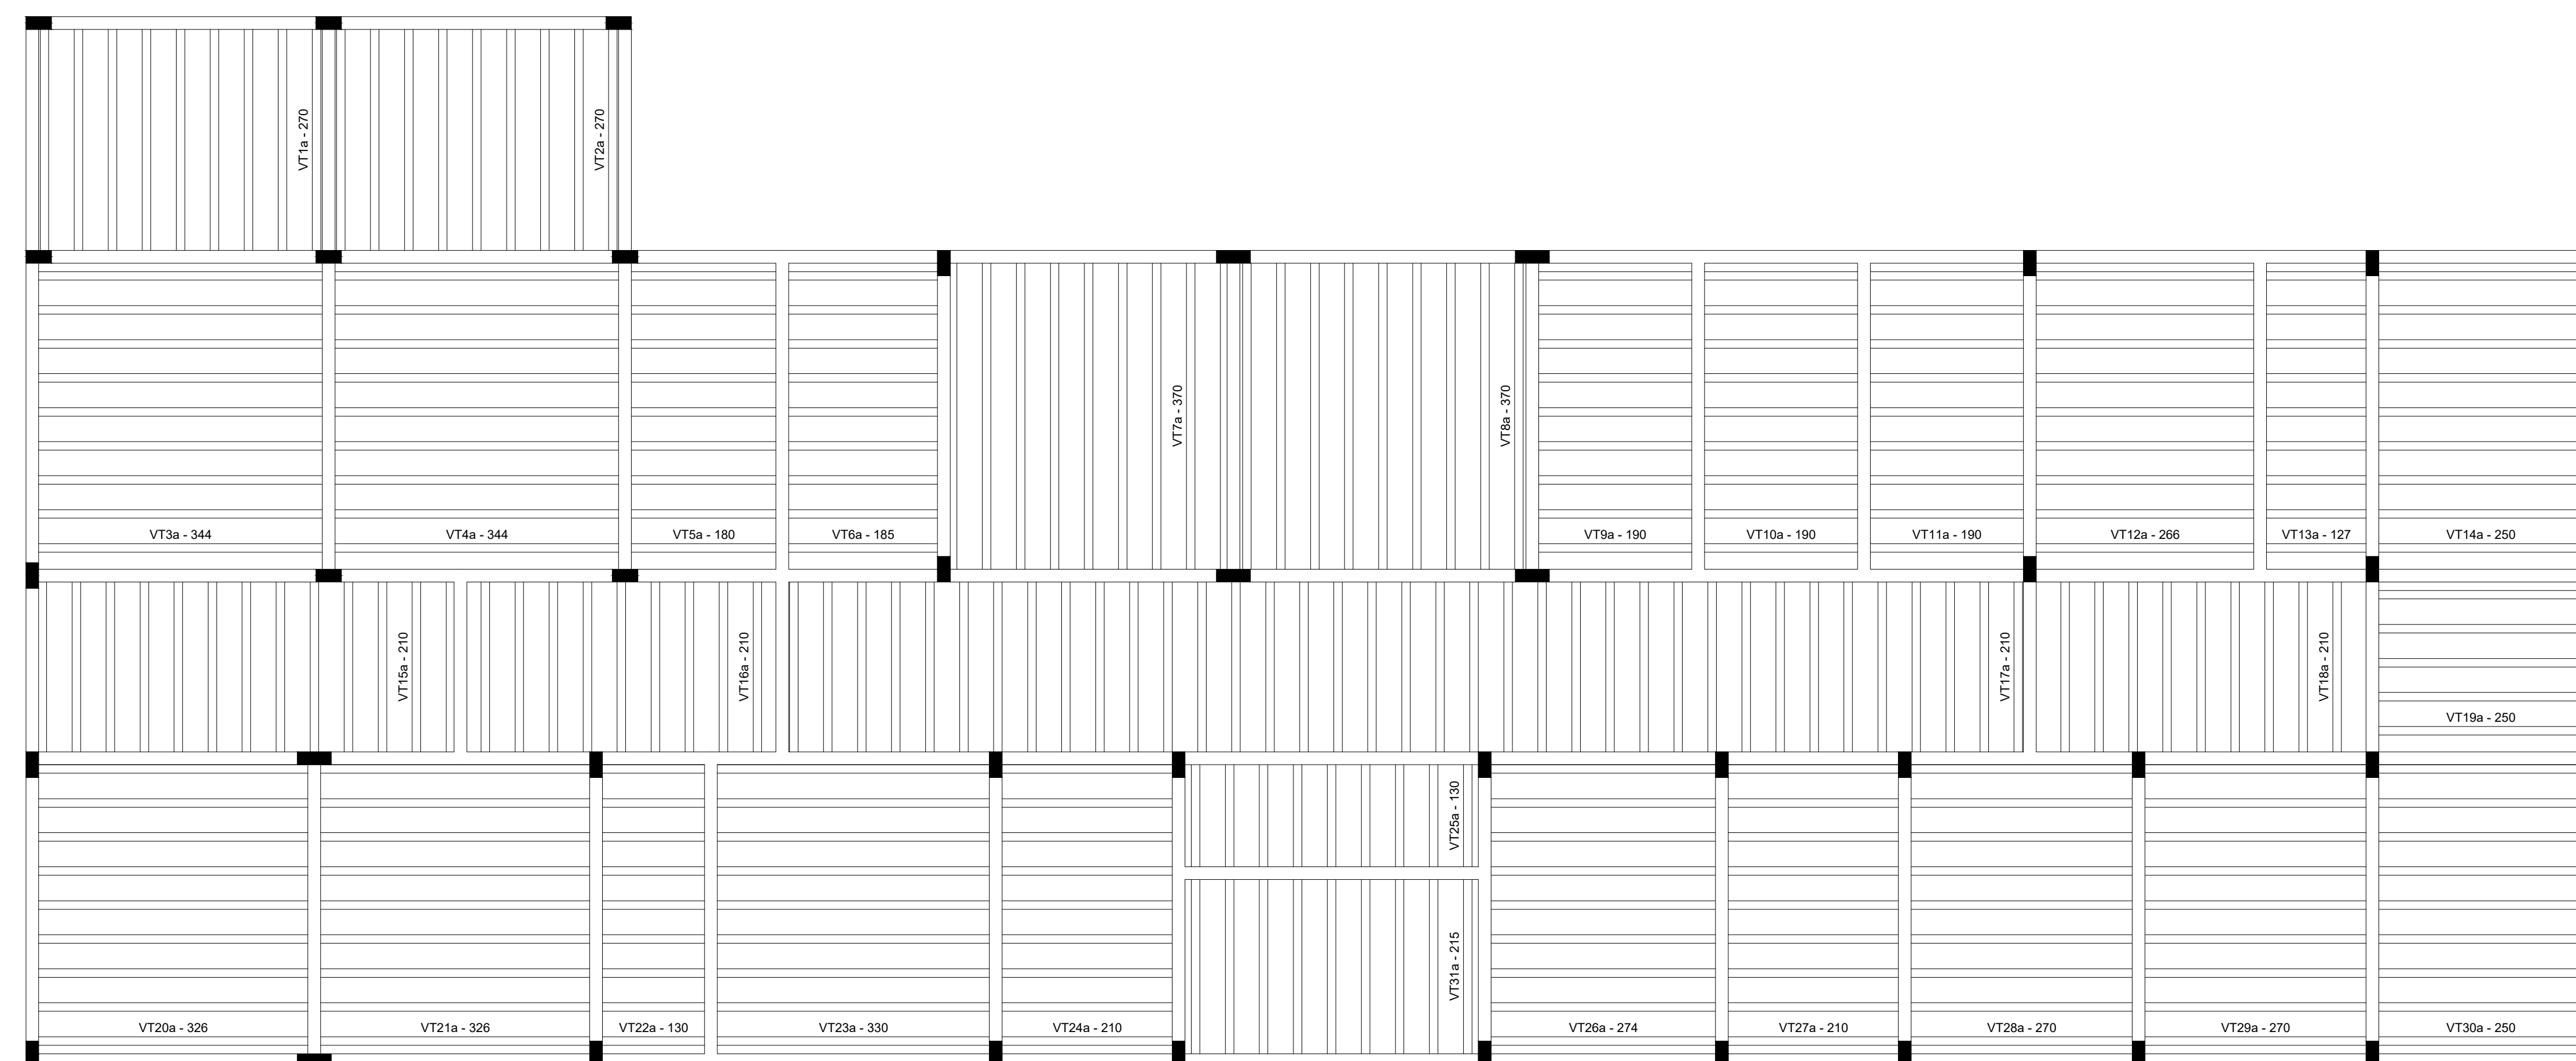 VT1a - 270
VT2a - 270
VT3a - 344
VT4a - 344
VT5a - 180
VT6a - 185
VT7a - 370
VT8a - 370
VT9a - 190
VT10a - 190
VT11a - 190
VT12a - 266
VT13a - 127
VT14a - 250
VT15a - 210
VT16a - 210
VT17a - 210
VT18a - 210
VT19a - 250
VT20a - 326
VT21a - 326
VT22a - 130
VT23a - 330
VT24a - 210
VT25a - 130
VT31a - 215
VT26a - 274
VT27a - 210
VT28a - 270
VT29a - 270
VT30a - 250